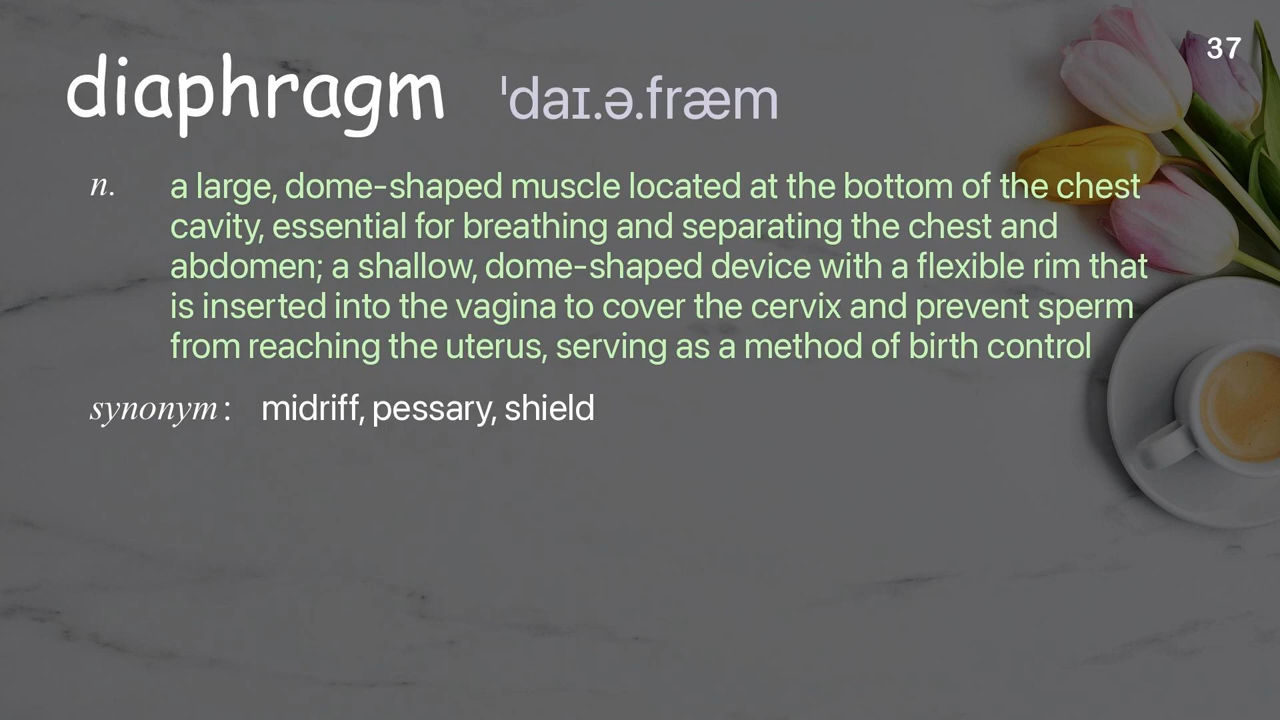 37
diaphragm ˈdaɪ.ə.fræm
n. a large, dome-shaped muscle located at the bottom of the chest
cavity, essential for breathing and separating the chest and
abdomen; a shallow, dome-shaped device with a flexible rim that
is inserted into the vagina to cover the cervix and prevent sperm
from reaching the uterus, serving as a method of birth control
synonym: midriff, pessary, shield